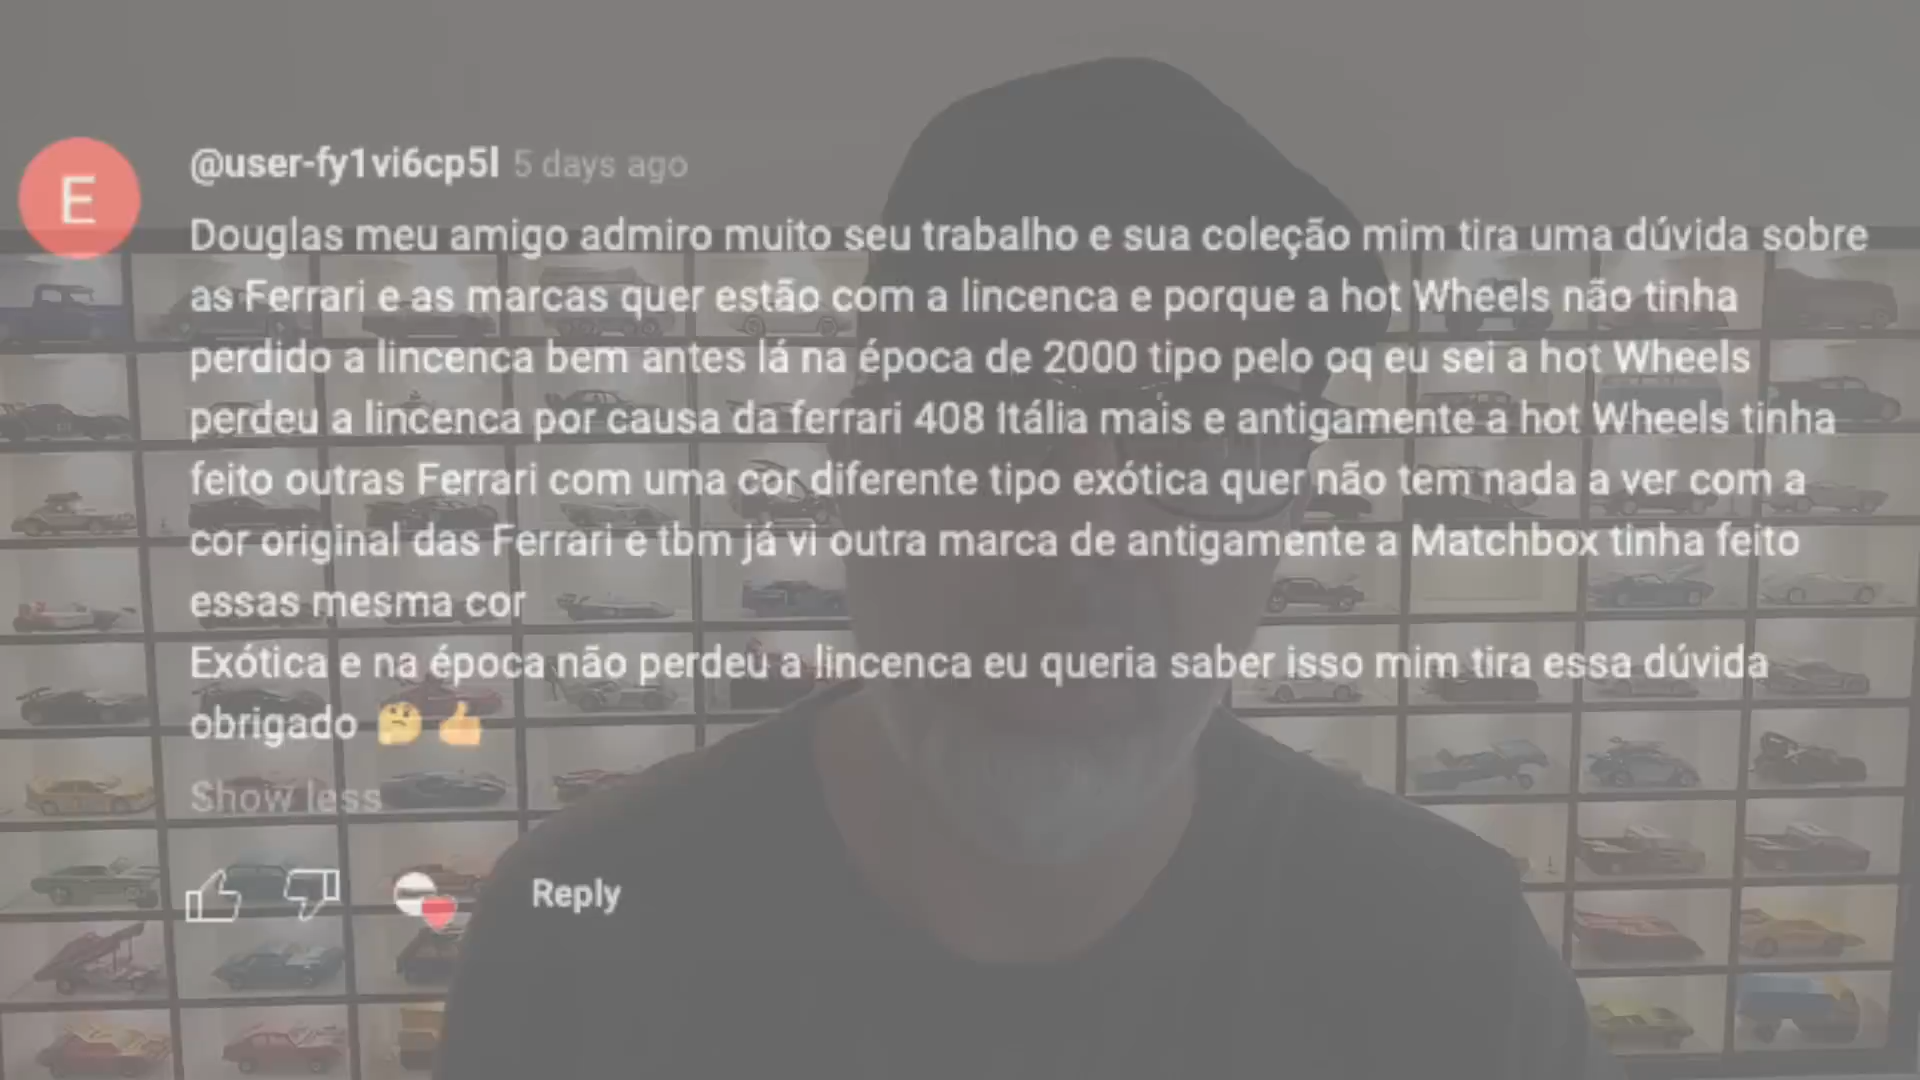 E
@user-fy1vi6cp5l 5 days ago
Douglas meu amigo admiro muito seu trabalho e sua coleção mim tira uma dúvida sobre
as Ferrari e as marcas quer estão com a lincenca e porque a hot Wheels não tinha
perdido a lincenca bem antes lá na época de 2000 tipo pelo oq eu sei a hot Wheels
perdeu a lincenca por causa da ferrari 408 Itália mais e antigamente a hot Wheels tinha
feito outras Ferrari com uma cor diferente tipo exótica quer não tem nada a ver com a
cor original das Ferrari e tbm já vi outra marca de antigamente a Matchbox tinha feito
essas mesma cor
Exótica e na época não perdeu a lincenca eu queria saber isso mim tira essa dúvida
obrigado 🤔👍
Show less
Reply